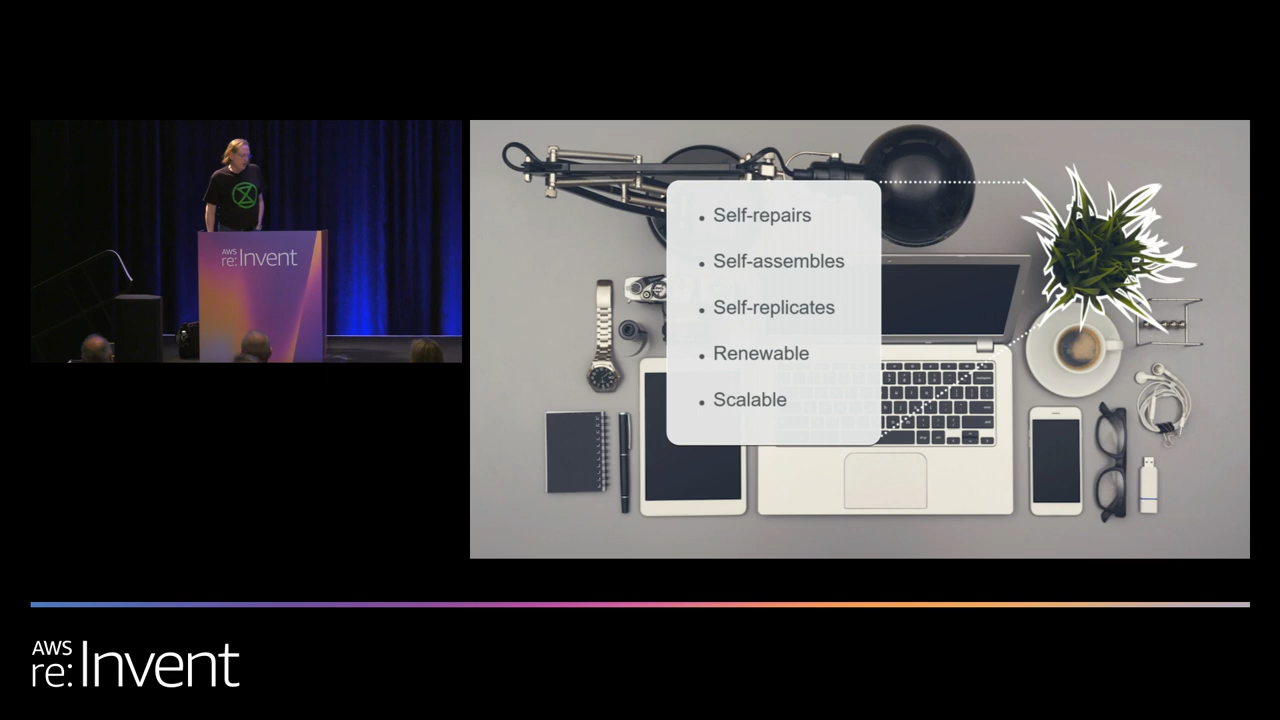 AWS
re:Invent
• Self-repairs
• Self-assembles
• Self-replicates
• Renewable
• Scalable
AWS
re:Invent